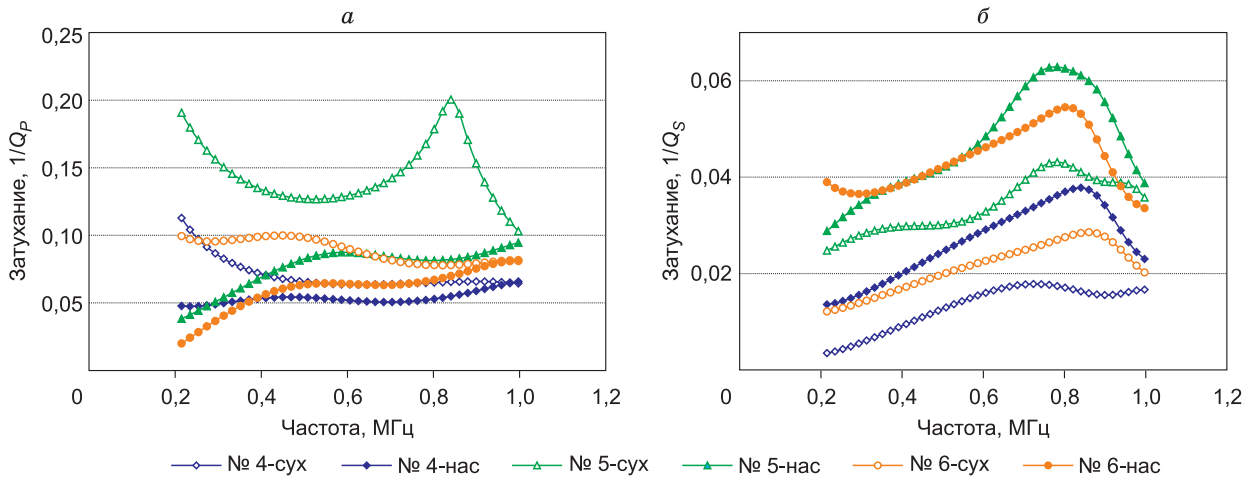 а
Затухание, 1/QP
0,25
0,20
0,15
0,10
0,05
0
0,2
0,4
0,6
0,8
1,0
1,2
Частота, МГц
б
Затухание, 1/QS
0,06
0,04
0,02
0
0,2
0,4
0,6
0,8
1,0
1,2
Частота, МГц
№ 4-сух
№ 4-нас
№ 5-сух
№ 5-нас
№ 6-сух
№ 6-нас